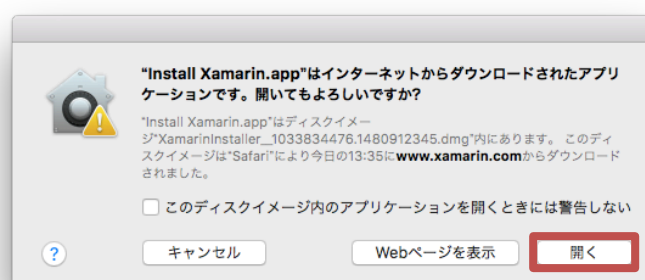 “Install Xamarin.app”はインターネットからダウンロードされたアプリ
ケーションです。開いてもよろしいですか?
“Install Xamarin.app”はディスクイメー
ジ“XamarinInstaller__1033834476.1480912345.dmg”内にあります。 このディ
スクイメージは“Safari”により今日の13:35にwww.xamarin.comからダウンロード
されました。
このディスクイメージ内のアプリケーションを開くときには警告しない
? キャンセル Webページを表示 開く